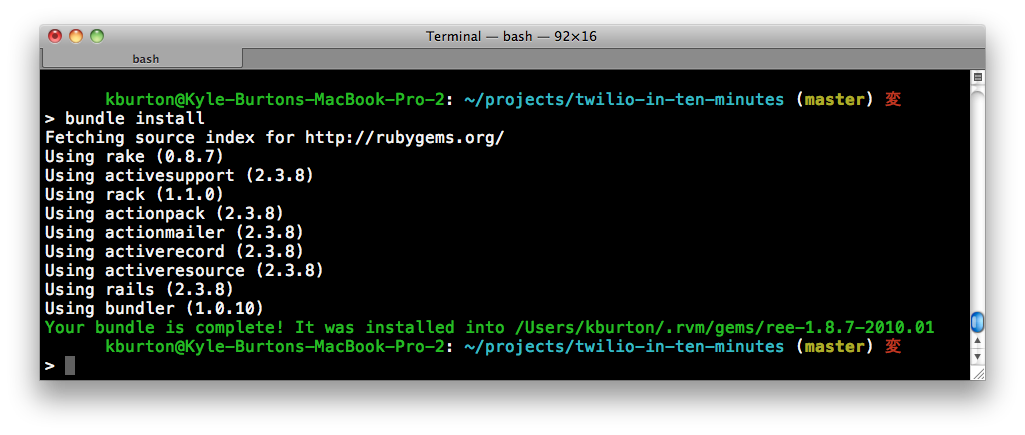 Terminal — bash — 92×16
bash
kburton@Kyle-Burtons-MacBook-Pro-2: ~/projects/twilio-in-ten-minutes (master) 変
> bundle install
Fetching source index for http://rubygems.org/
Using rake (0.8.7)
Using activesupport (2.3.8)
Using rack (1.1.0)
Using actionpack (2.3.8)
Using actionmailer (2.3.8)
Using activerecord (2.3.8)
Using activeresource (2.3.8)
Using rails (2.3.8)
Using bundler (1.0.10)
Your bundle is complete! It was installed into /Users/kburton/.rvm/gems/ree-1.8.7-2010.01
kburton@Kyle-Burtons-MacBook-Pro-2: ~/projects/twilio-in-ten-minutes (master) 変
>